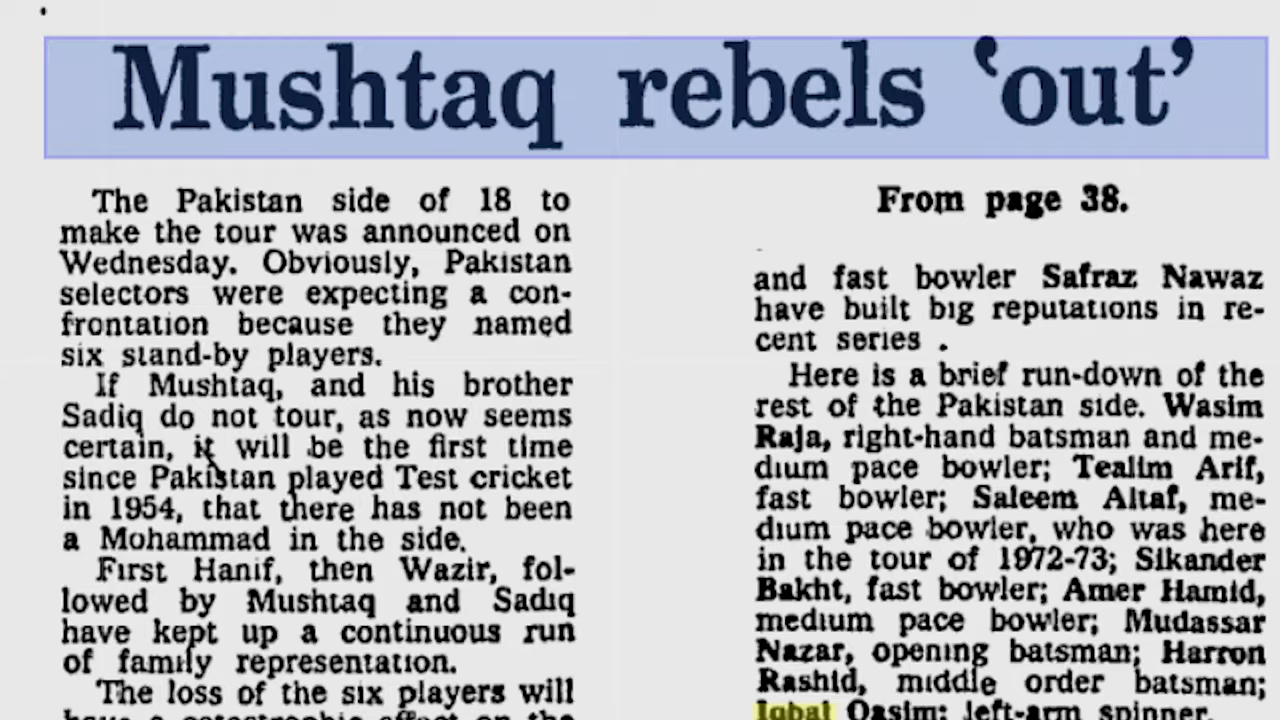 Mushtaq rebels 'out'
The Pakistan side of 18 to
make the tour was announced on
Wednesday. Obviously, Pakistan
selectors were expecting a con-
frontation because they named
six stand-by players.
If Mushtaq, and his brother
Sadiq do not tour, as now seems
certain, it will be the first time
since Pakistan played Test cricket
in 1954, that there has not been
a Mohammad in the side.
First Hanif, then Wazir, fol-
lowed by Mushtaq and Sadiq
have kept up a continuous run
of family representation.
The loss of the six players will
have a catastrophic effect on the
From page 38.
and fast bowler Safraz Nawaz
have built big reputations in re-
cent series .
Here is a brief run-down of the
rest of the Pakistan side. Wasim
Raja, right-hand batsman and me-
dium pace bowler; Tealim Arif,
fast bowler; Saleem Altaf, me-
dium pace bowler, who was here
in the tour of 1972-73; Sikander
Bakht, fast bowler; Amer Hamid,
medium pace bowler; Mudassar
Nazar, opening batsman; Harron
Rashid, middle order batsman;
Iqbal Qasim; left-arm spinner.